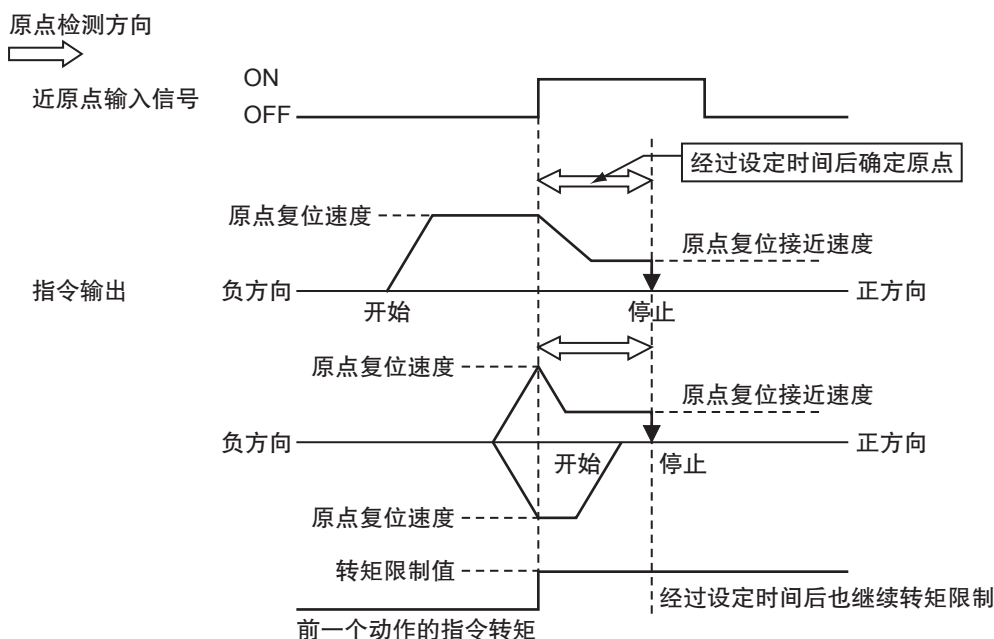 原点检测方向
近原点输入信号
ON
OFF
经过设定时间后确定原点
原点复位速度
原点复位接近速度
指令输出
负方向
正方向
开始
停止
原点复位速度
原点复位接近速度
负方向
正方向
开始
停止
原点复位速度
转矩限制值
经过设定时间后也继续转矩限制
前一个动作的指令转矩